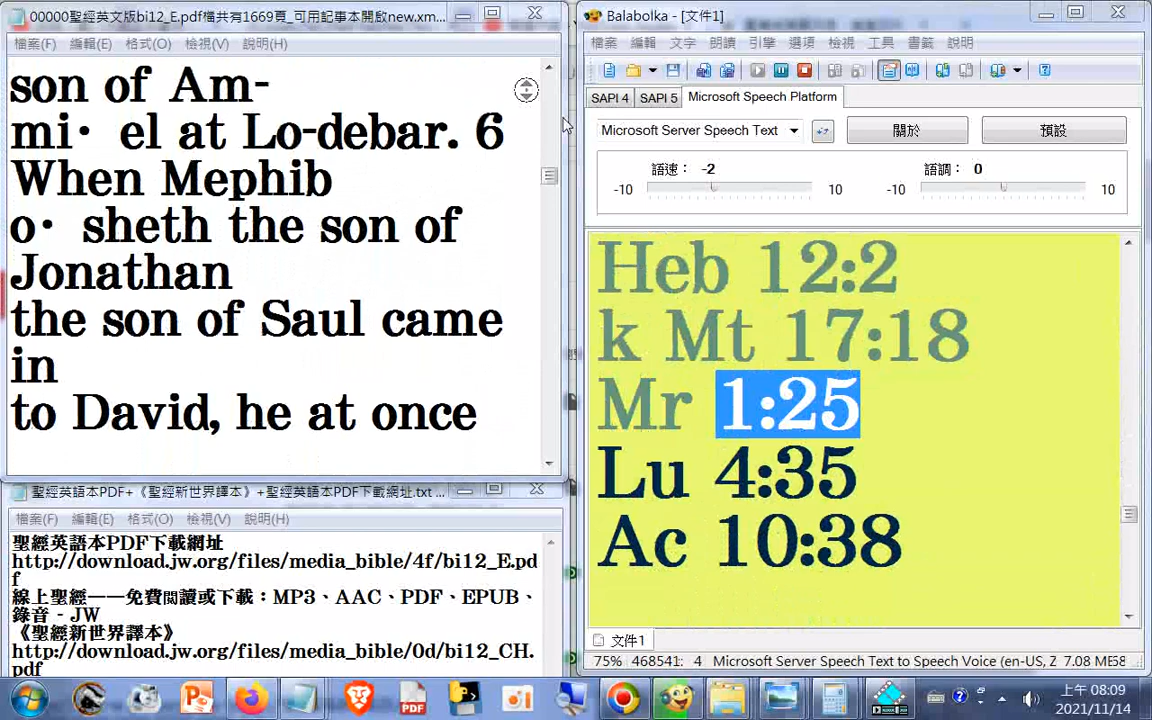 00000聖經英文版bi12_E.pdf檔共有1669頁_可用記事本開啟new.xm...
檔案(F) 編輯(E) 格式(O) 檢視(V) 說明(H)
son of Am-
mi· el at Lo-debar. 6
When Mephib
o· sheth the son of
Jonathan
the son of Saul came
in
to David, he at once
聖經英語本PDF+《聖經新世界譯本》+聖經英語本PDF下載網址.txt ...
檔案(F) 編輯(E) 格式(O) 檢視(V) 說明(H)
聖經英語本PDF下載網址
http://download.jw.org/files/media_bible/4f/bi12_E.pd
f
線上聖經——免費閱讀或下載：MP3、AAC、PDF、EPUB、
錄音 - JW
《聖經新世界譯本》
http://download.jw.org/files/media_bible/0d/bi12_CH.
pdf
Balabolka - [文件1]
檔案 編輯 文字 朗讀 引擎 選項 檢視 工具 書籤 說明
SAPI 4 SAPI 5 Microsoft Speech Platform
Microsoft Server Speech Text 關於 預設
語速： -2 語調： 0
-10 10 -10 10
Heb 12:2
k Mt 17:18
Mr 1:25
Lu 4:35
Ac 10:38
文件1
75% 468541: 4 Microsoft Server Speech Text to Speech Voice (en-US, Z 7.08 ME58
上午 08:09
2021/11/14